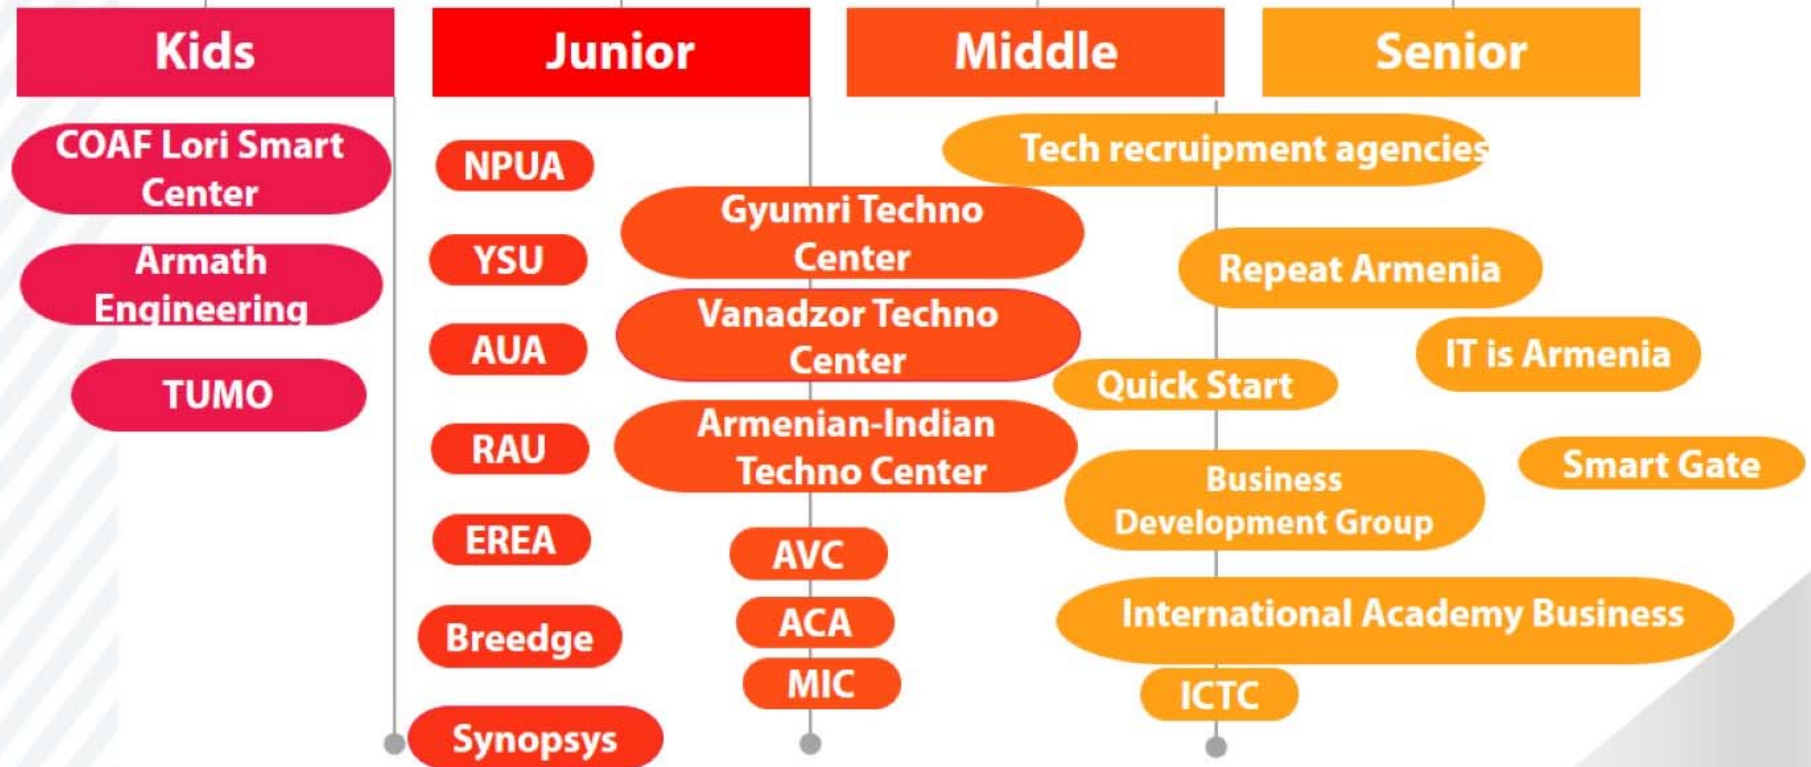 Kids
Junior
Middle
Senior
COAF Lori Smart
Center
Armath
Engineering
TUMO
NPUA
YSU
AUA
RAU
EREA
Breedge
Synopsys
Gyumri Techno
Center
Vanadzor Techno
Center
Armenian-Indian
Techno Center
AVC
ACA
MIC
Tech recruipment agencies
Repeat Armenia
IT is Armenia
Quick Start
Smart Gate
Business
Development Group
International Academy Business
ICTC